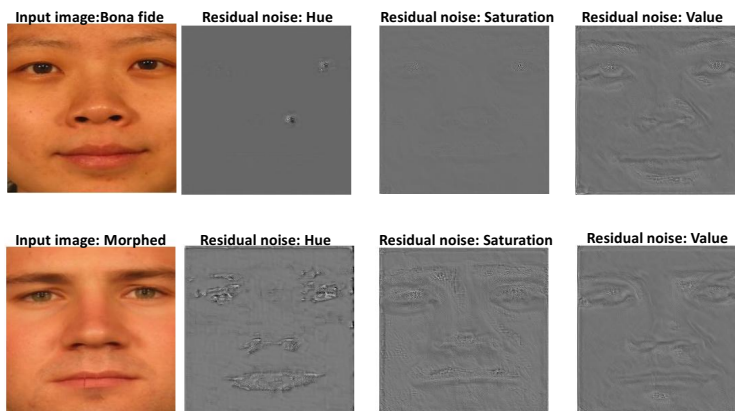 Input image:Bona fide
Residual noise: Hue
Residual noise: Saturation
Residual noise: Value
Input image: Morphed
Residual noise: Hue
Residual noise: Saturation
Residual noise: Value